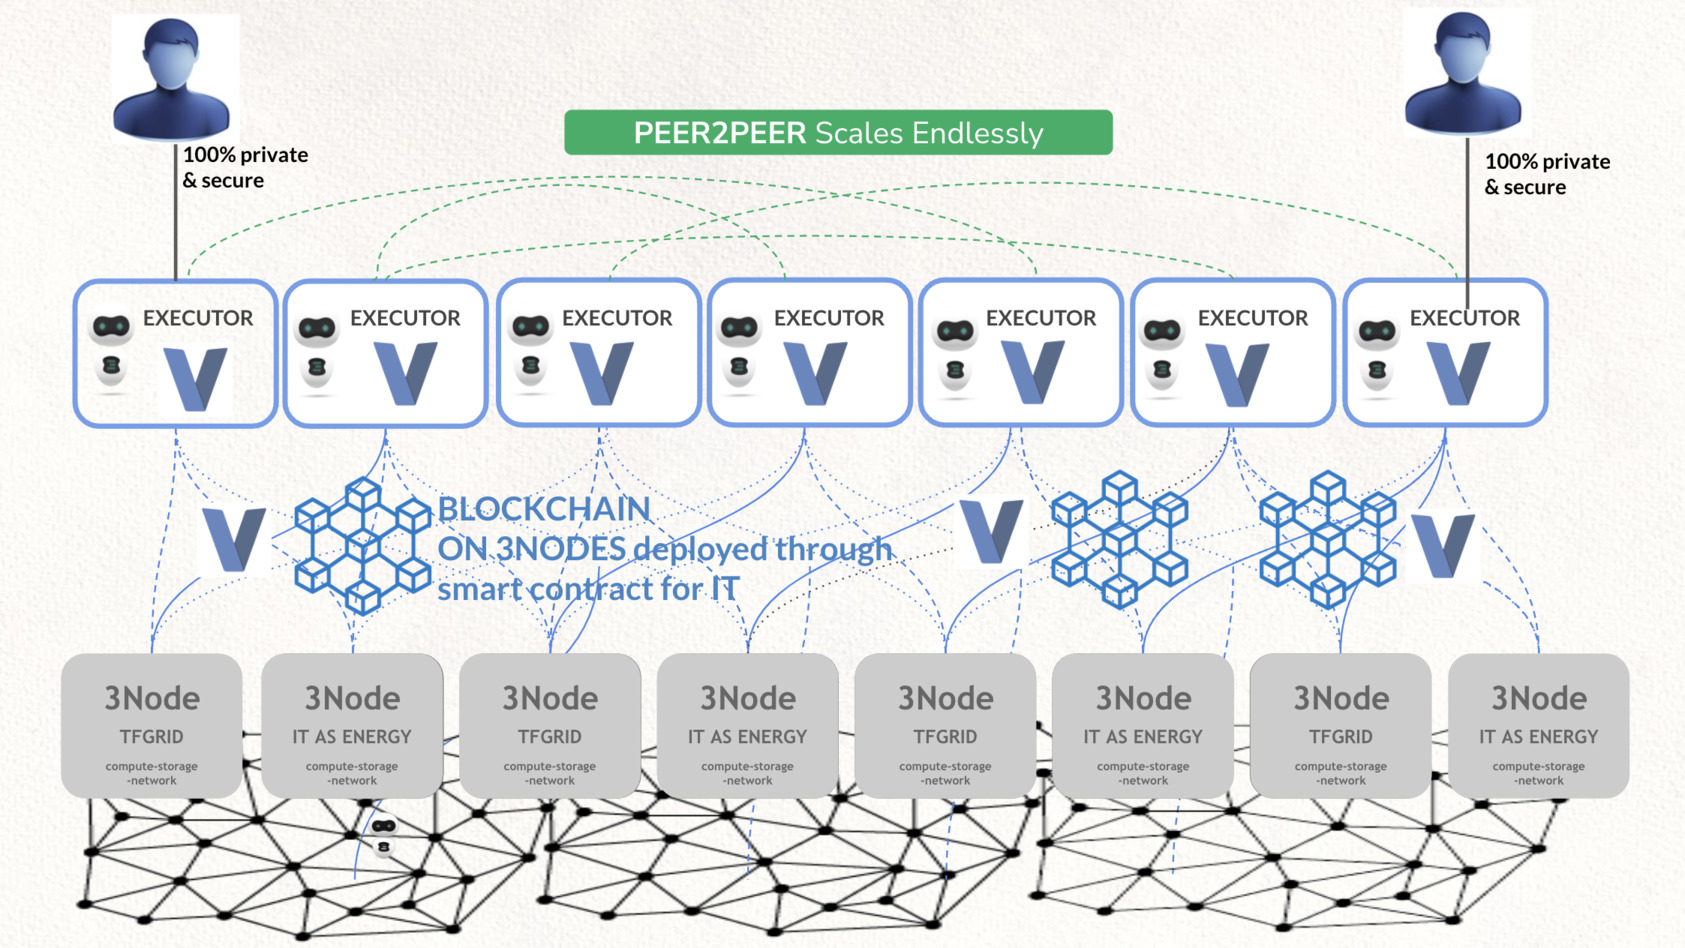 100% private
& secure
PEER2PEER Scales Endlessly
100% private
& secure
EXECUTOR
EXECUTOR
EXECUTOR
EXECUTOR
EXECUTOR
EXECUTOR
EXECUTOR
BLOCKCHAIN
ON 3NODES deployed through
smart contract for IT
3Node
TFGRID
compute-storage
-network
3Node
IT AS ENERGY
compute-storage
-network
3Node
TFGRID
compute-storage
-network
3Node
IT AS ENERGY
compute-storage
-network
3Node
TFGRID
compute-storage
-network
3Node
IT AS ENERGY
compute-storage
-network
3Node
TFGRID
compute-storage
-network
3Node
IT AS ENERGY
compute-storage
-network